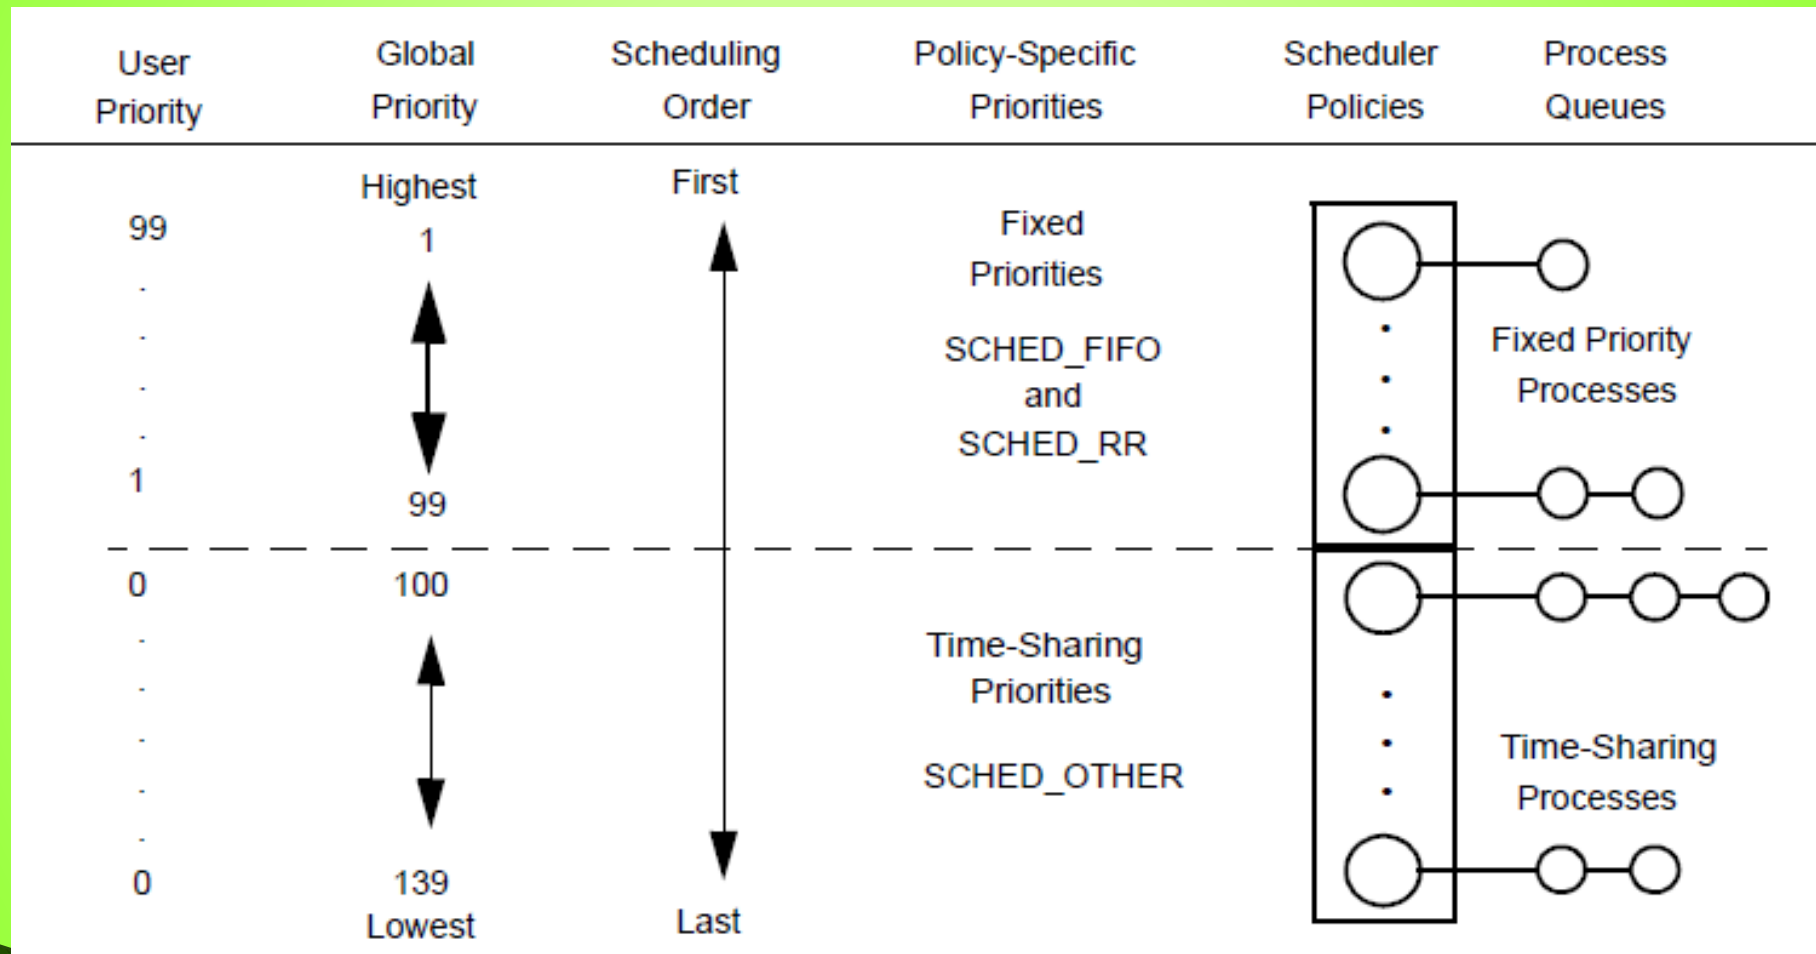 User
Priority
Global
Priority
Scheduling
Order
Policy-Specific
Priorities
Scheduler
Policies
Process
Queues
Highest
First
99
1
Fixed
Priorities
SCHED_FIFO
and
SCHED_RR
Fixed Priority
Processes
1
99
0
100
Time-Sharing
Priorities
SCHED_OTHER
Time-Sharing
Processes
0
139
Lowest
Last